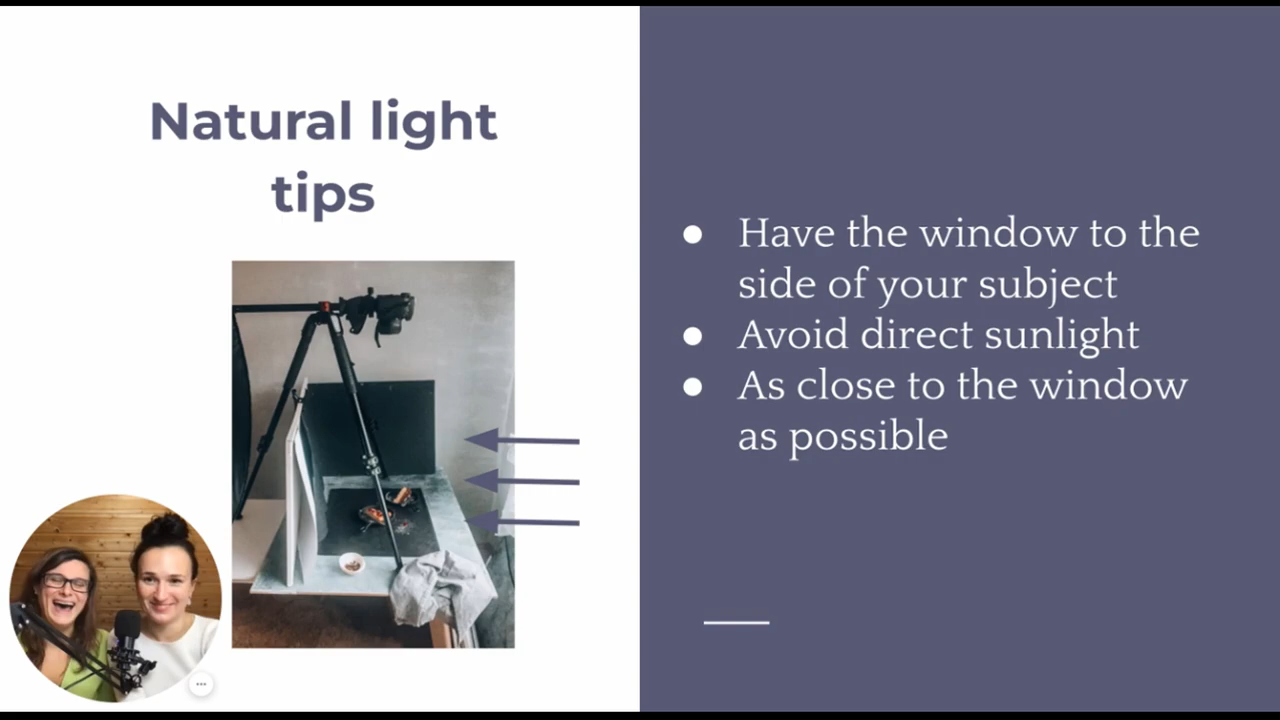 Natural light
tips
● Have the window to the
side of your subject
● Avoid direct sunlight
● As close to the window
as possible